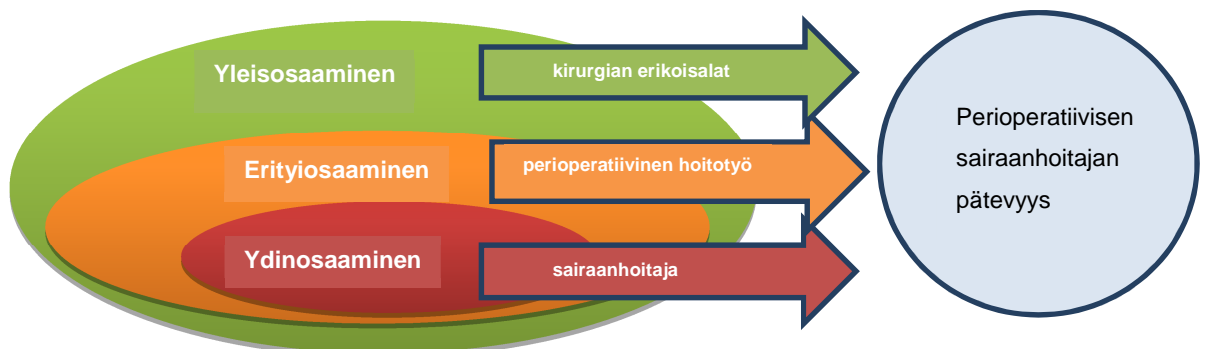 Yleisosaaminen
kirurgian erikoisalat
Erityiosaaminen
perioperatiivinen hoitotyö
Ydinosaaminen
sairaanhoitaja
Perioperatiivisen
sairaanhoitajan
pätevyys